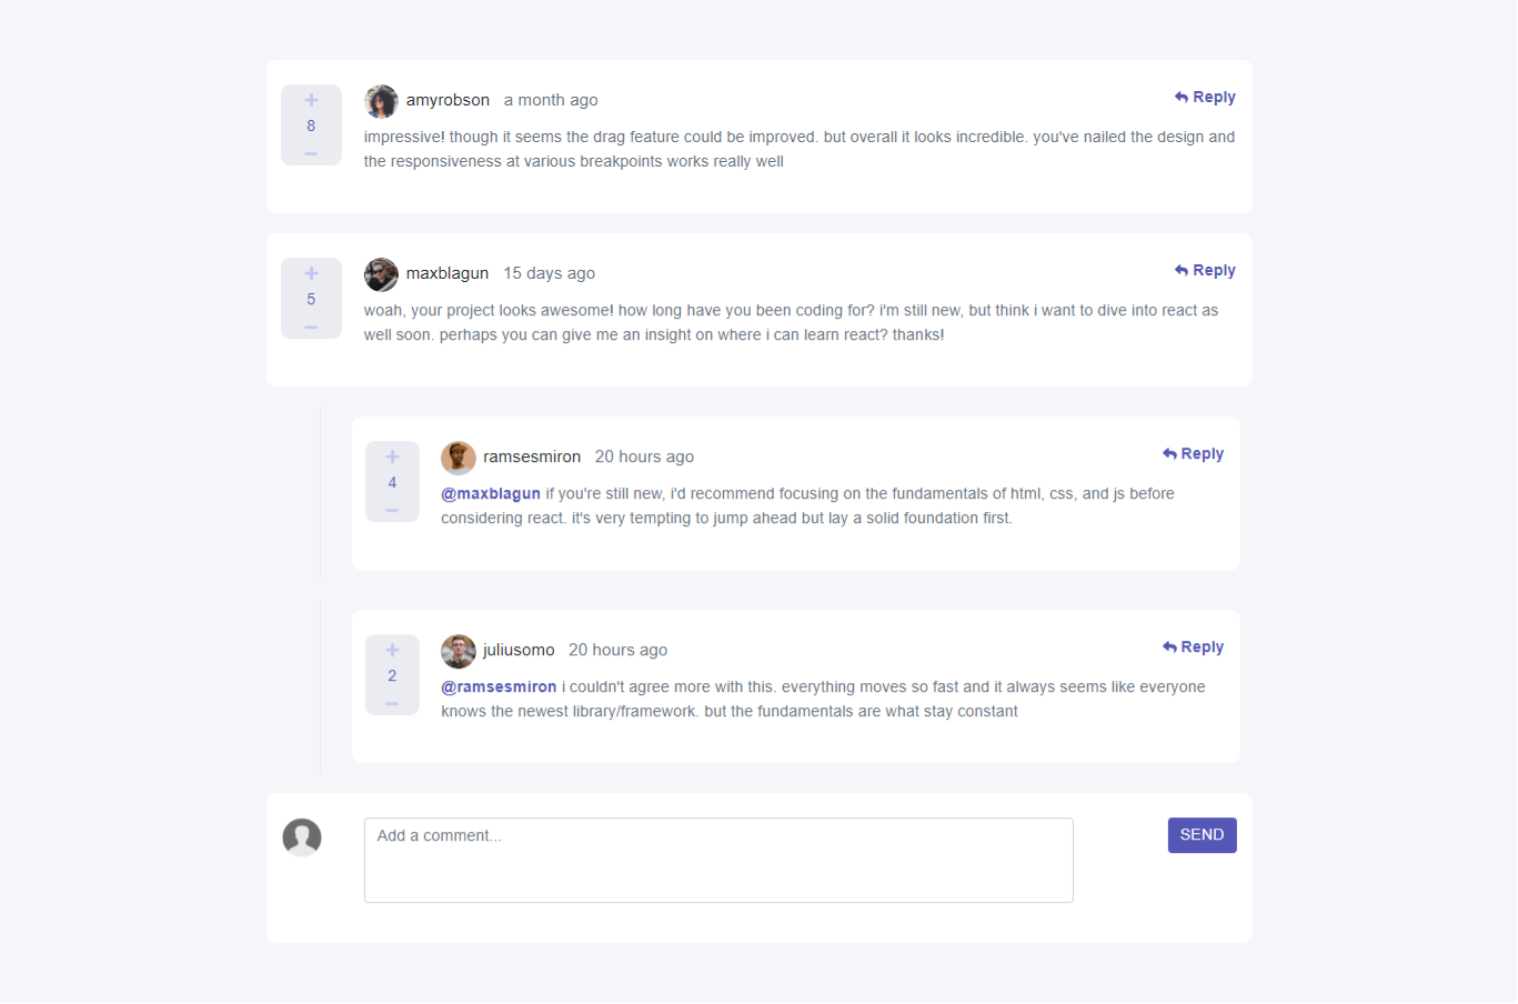 +
8
−
amyrobson a month ago
Reply
impressive! though it seems the drag feature could be improved. but overall it looks incredible. you've nailed the design and
the responsiveness at various breakpoints works really well
+
5
−
maxblagun 15 days ago
Reply
woah, your project looks awesome! how long have you been coding for? i'm still new, but think i want to dive into react as
well soon. perhaps you can give me an insight on where i can learn react? thanks!
+
4
−
ramsesmiron 20 hours ago
Reply
@maxblagun if you're still new, i'd recommend focusing on the fundamentals of html, css, and js before
considering react. it's very tempting to jump ahead but lay a solid foundation first.
+
2
−
juliusomo 20 hours ago
Reply
@ramsesmiron i couldn't agree more with this. everything moves so fast and it always seems like everyone
knows the newest library/framework. but the fundamentals are what stay constant
Add a comment...
SEND